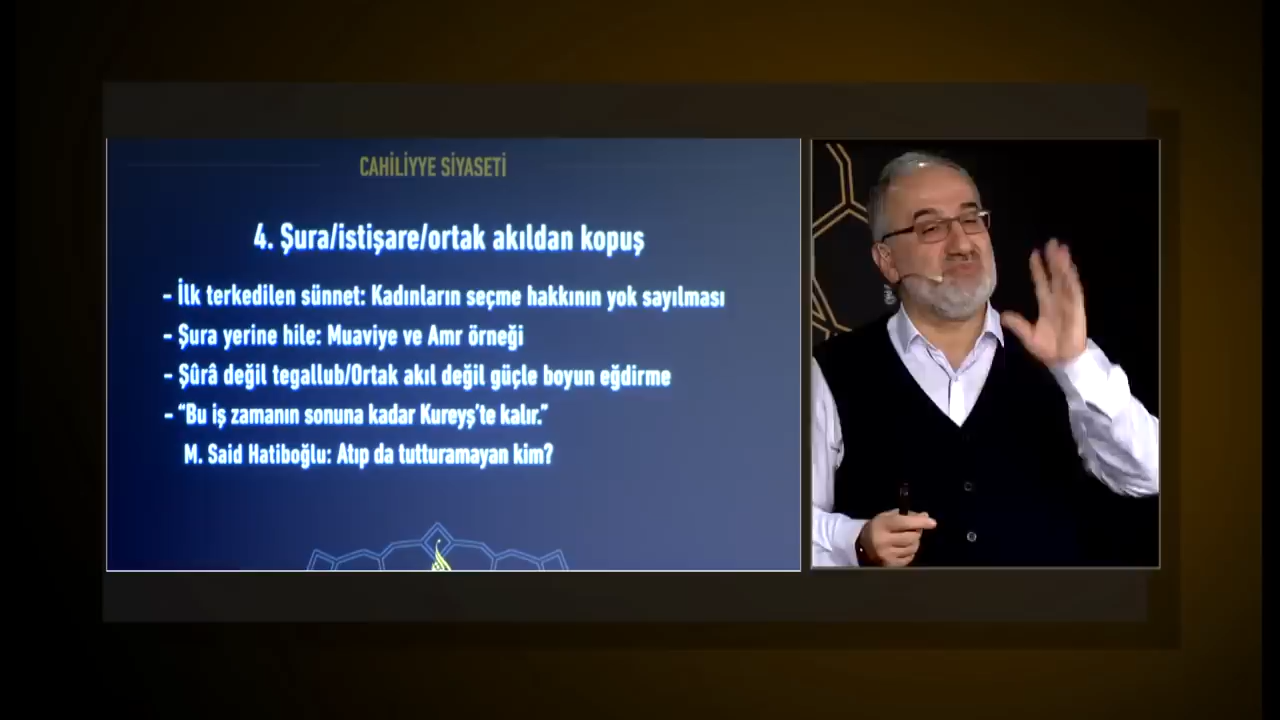 CAHİLİYYE SİYASETİ
4. Şura/istişare/ortak akıldan kopuş
- İlk terkedilen sünnet: Kadınların seçme hakkının yok sayılması
- Şura yerine hile: Muaviye ve Amr örneği
- Şûrâ değil tegallub/Ortak akıl değil güçle boyun eğdirme
- “Bu iş zamanın sonuna kadar Kureyş’te kalır.”
M. Said Hatiboğlu: Atıp da tutturamayan kim?